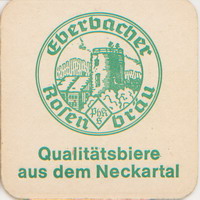 Eberbacher
Rosen bräu
Qualitätsbiere
aus dem Neckartal